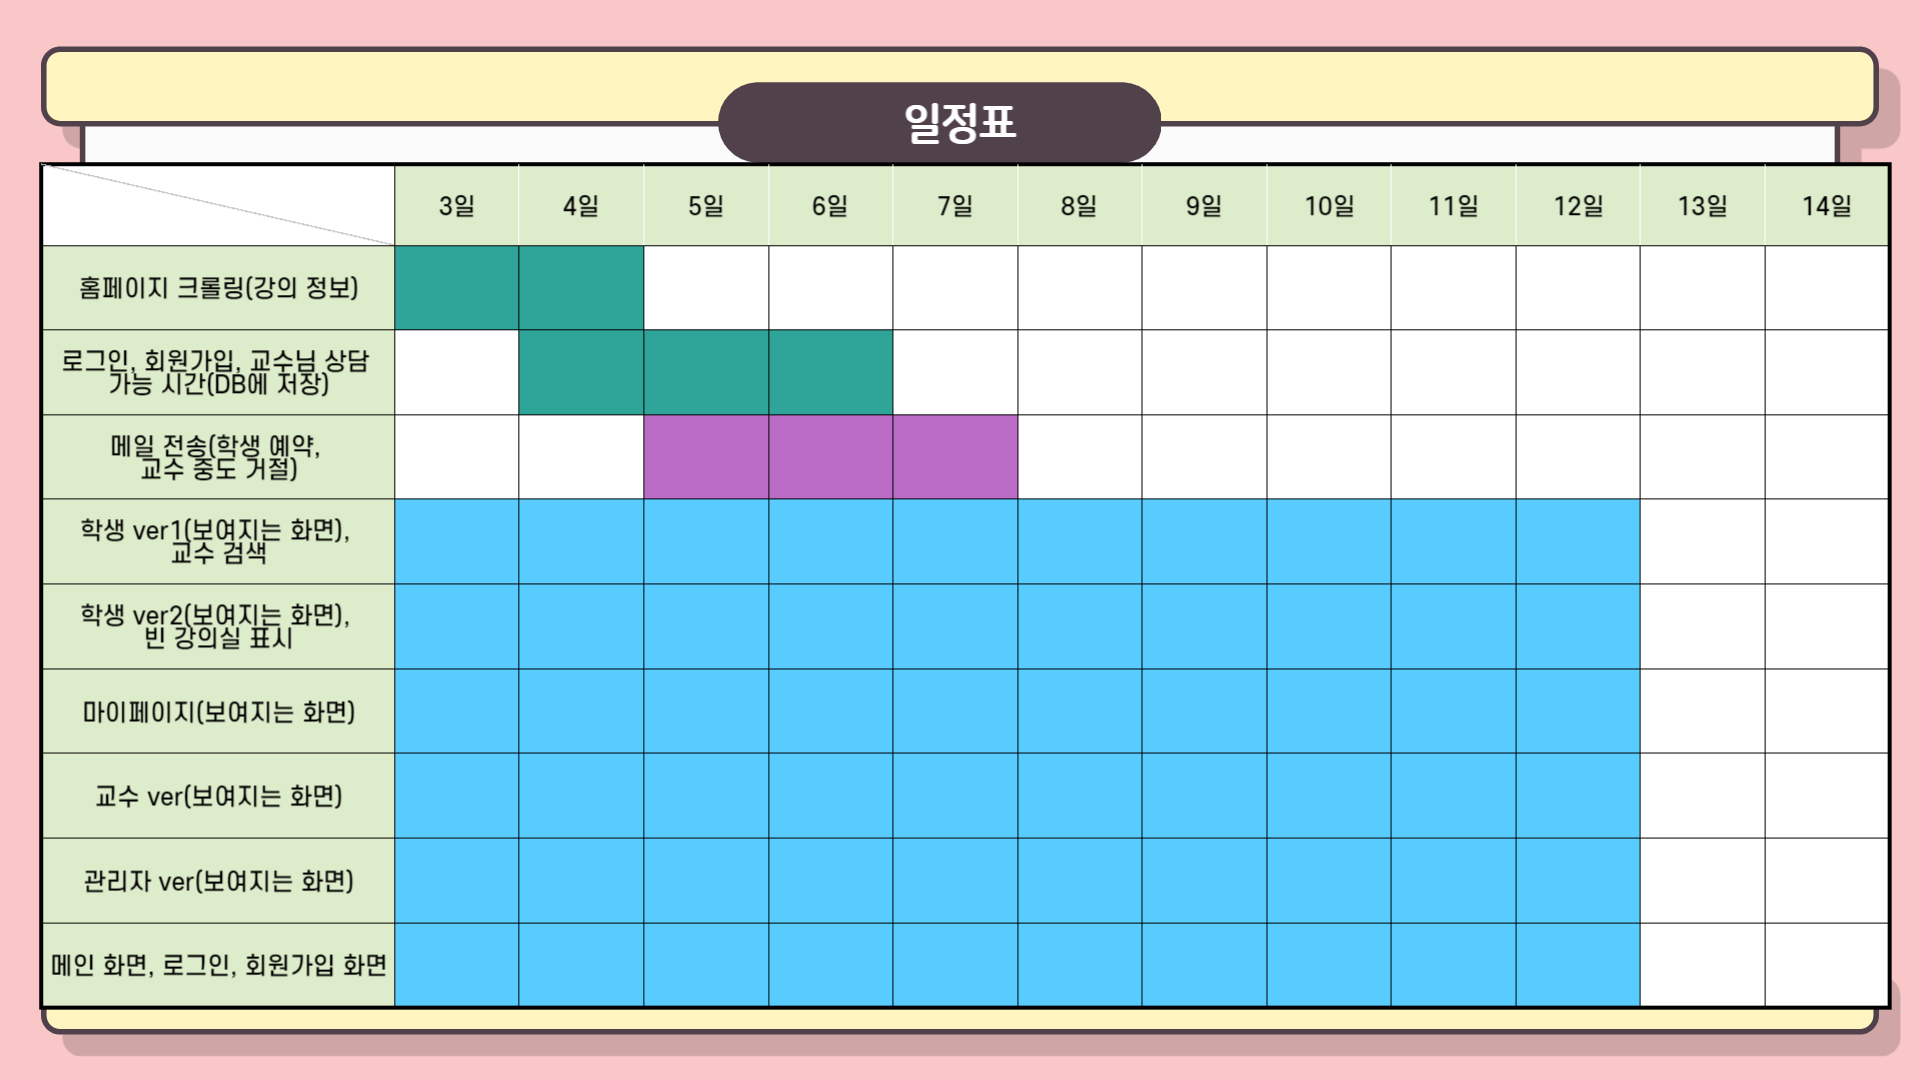 일정표
3일 4일 5일 6일 7일 8일 9일 10일 11일 12일 13일 14일
홈페이지 크롤링(강의 정보)
로그인, 회원가입, 교수님 상담
가능 시간(DB에 저장)
메일 전송(학생 예약,
교수 중도 거절)
학생 ver1(보여지는 화면),
교수 검색
학생 ver2(보여지는 화면),
빈 강의실 표시
마이페이지(보여지는 화면)
교수 ver(보여지는 화면)
관리자 ver(보여지는 화면)
메인 화면, 로그인, 회원가입 화면